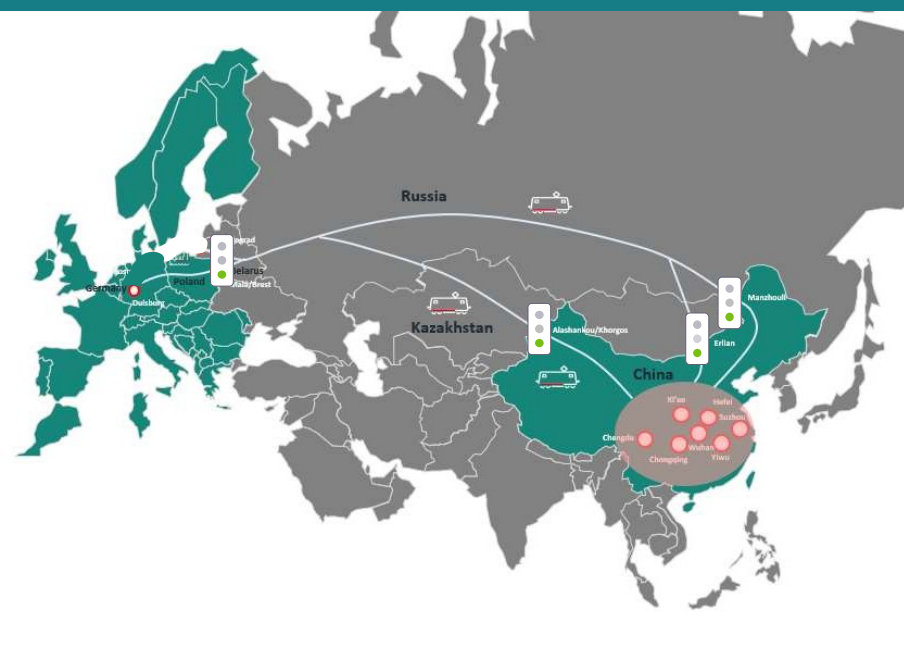 Russia
Belarus
Poland
Germany
Duisburg
Kazakhstan
Alashankou/Khorgos
Manzhouli
Erlian
China
Xi'an
Hefei
Suzhou
Chengdu
Wuhan
Yiwu
Chongqing